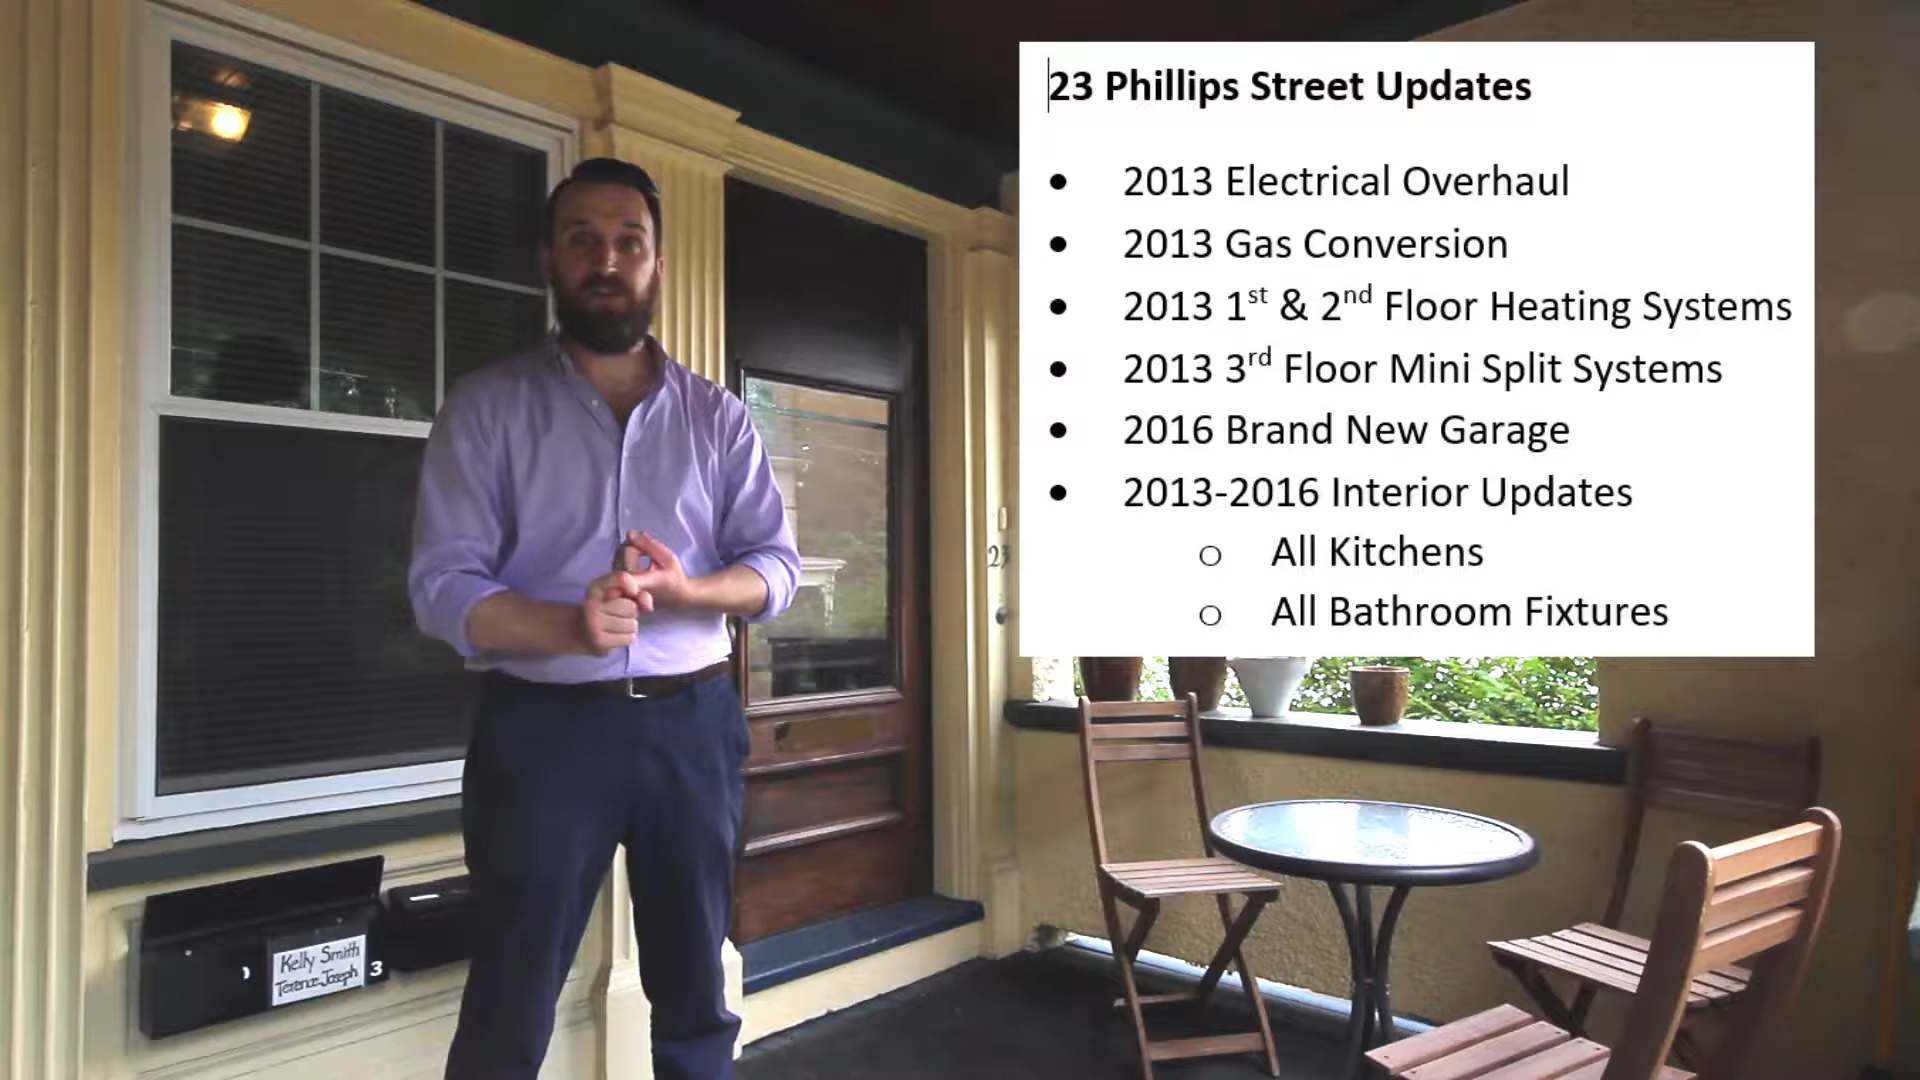 23 Phillips Street Updates
• 2013 Electrical Overhaul
• 2013 Gas Conversion
• 2013 1st & 2nd Floor Heating Systems
• 2013 3rd Floor Mini Split Systems
• 2016 Brand New Garage
• 2013-2016 Interior Updates
o All Kitchens
o All Bathroom Fixtures
23
Kelly Smith
Terence Joseph
3